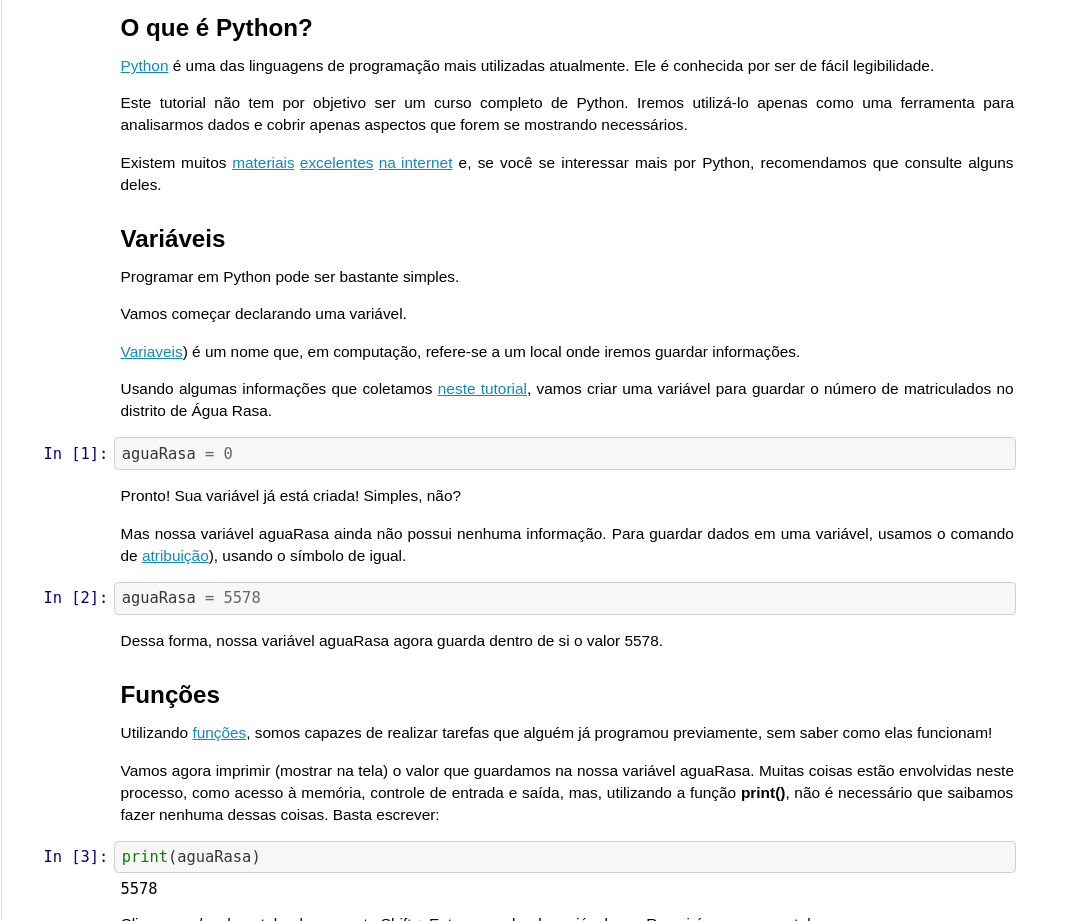 O que é Python?
Python é uma das linguagens de programação mais utilizadas atualmente. Ele é conhecida por ser de fácil legibilidade.
Este tutorial não tem por objetivo ser um curso completo de Python. Iremos utilizá-lo apenas como uma ferramenta para
analisarmos dados e cobrir apenas aspectos que forem se mostrando necessários.
Existem muitos materiais excelentes na internet e, se você se interessar mais por Python, recomendamos que consulte alguns
deles.
Variáveis
Programar em Python pode ser bastante simples.
Vamos começar declarando uma variável.
Variaveis) é um nome que, em computação, refere-se a um local onde iremos guardar informações.
Usando algumas informações que coletamos neste tutorial, vamos criar uma variável para guardar o número de matriculados no
distrito de Água Rasa.
In [1]: aguaRasa = 0
Pronto! Sua variável já está criada! Simples, não?
Mas nossa variável aguaRasa ainda não possui nenhuma informação. Para guardar dados em uma variável, usamos o comando
de atribuição), usando o símbolo de igual.
In [2]: aguaRasa = 5578
Dessa forma, nossa variável aguaRasa agora guarda dentro de si o valor 5578.
Funções
Utilizando funções, somos capazes de realizar tarefas que alguém já programou previamente, sem saber como elas funcionam!
Vamos agora imprimir (mostrar na tela) o valor que guardamos na nossa variável aguaRasa. Muitas coisas estão envolvidas neste
processo, como acesso à memória, controle de entrada e saída, mas, utilizando a função print(), não é necessário que saibamos
fazer nenhuma dessas coisas. Basta escrever:
In [3]: print(aguaRasa)
5578